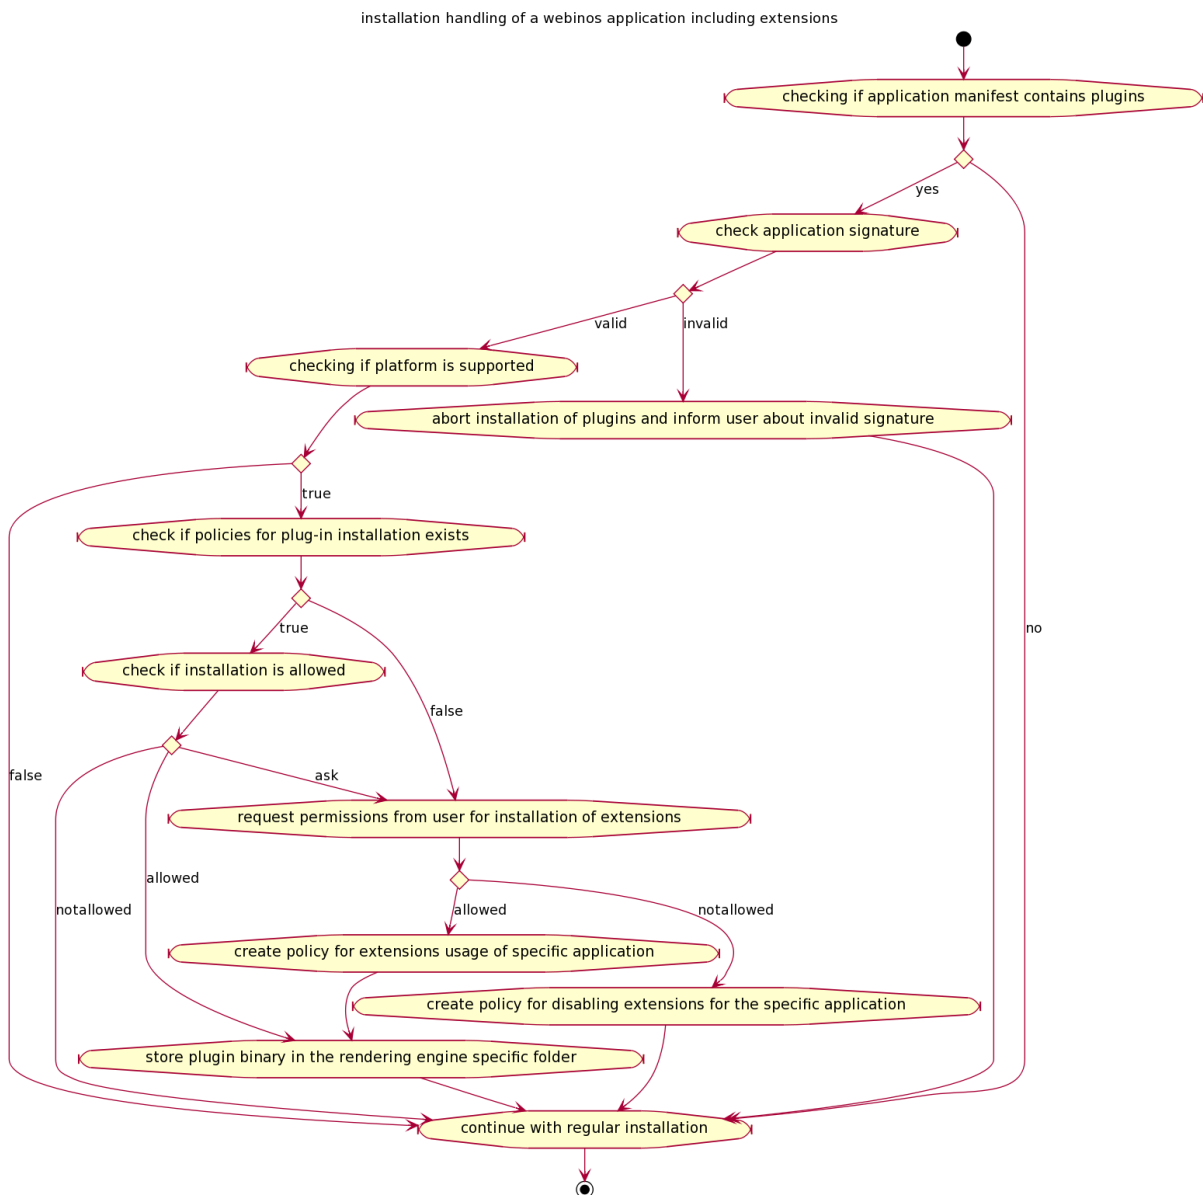 installation handling of a webinos application including extensions
checking if application manifest contains plugins
yes
check application signature
valid
invalid
checking if platform is supported
abort installation of plugins and inform user about invalid signature
true
check if policies for plug-in installation exists
true
no
check if installation is allowed
false
false
ask
request permissions from user for installation of extensions
allowed
notallowed
allowed
notallowed
create policy for extensions usage of specific application
create policy for disabling extensions for the specific application
store plugin binary in the rendering engine specific folder
continue with regular installation